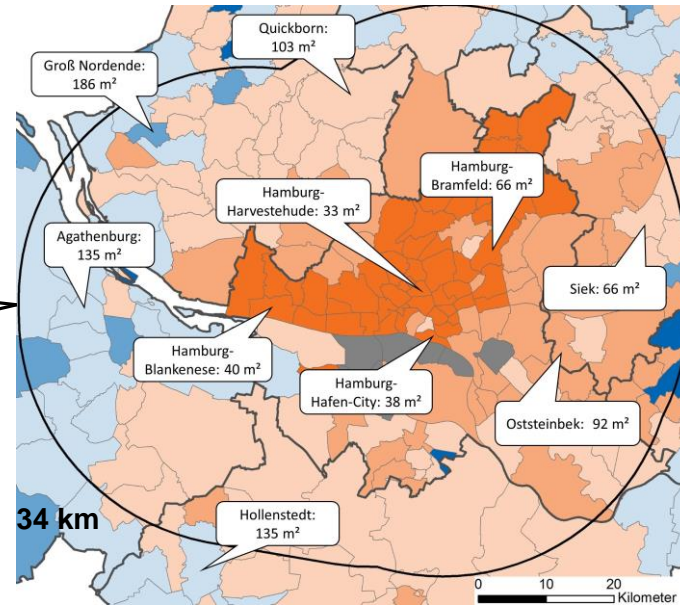 Quickborn:
103 m²
Groß Nordende:
186 m²
Hamburg-
Bramfeld: 66 m²
Hamburg-
Harvestehude: 33 m²
Agathenburg:
135 m²
Siek: 66 m²
Hamburg-
Blankenese: 40 m²
Hamburg-
Hafen-City: 38 m²
Oststeinbek: 92 m²
34 km
Hollenstedt:
135 m²
0 10 20
Kilometer